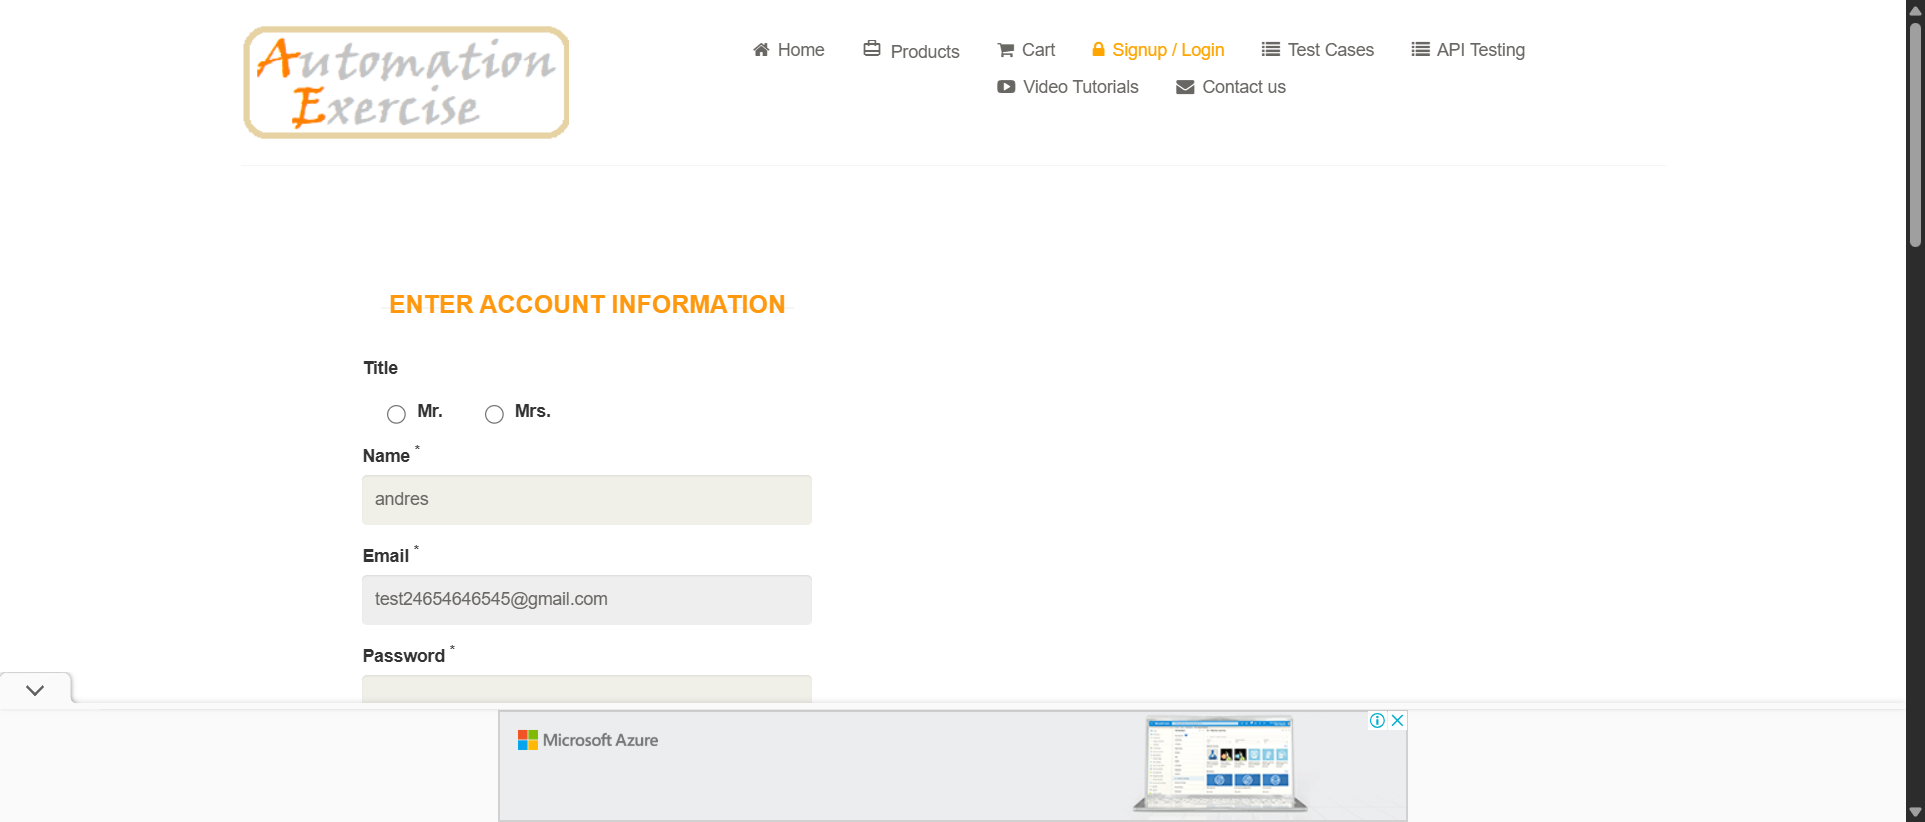 Automation
Exercise
Home
Products
Cart
Signup / Login
Test Cases
API Testing
Video Tutorials
Contact us
ENTER ACCOUNT INFORMATION
Title
Mr.
Mrs.
Name *
andres
Email *
test24654646545@gmail.com
Password *
Microsoft Azure